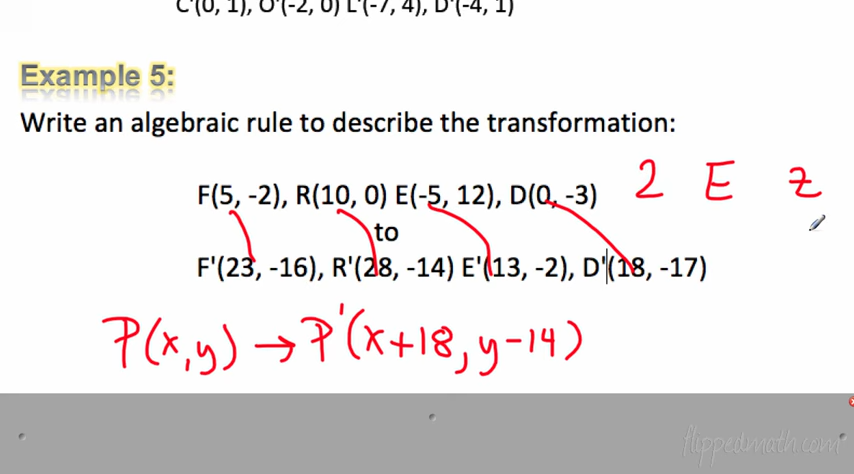 C'(0, 1), O'(-2, 0) L'(-7, 4), D'(-4, 1)
Example 5:
Write an algebraic rule to describe the transformation:
F(5, -2), R(10, 0) E(-5, 12), D(0, -3) 2 E z
to
F'(23, -16), R'(28, -14) E'(13, -2), D'(18, -17)
P(x,y) → P'(x+18, y-14)
flippedmath.com